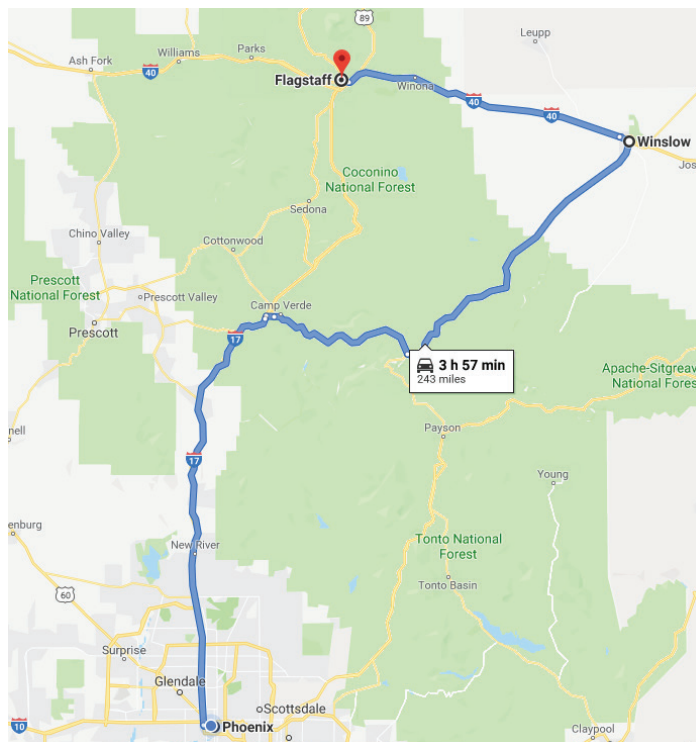 89
Leupp
Williams
Parks
Ash Fork
40
Flagstaff
Winona
40
40
Winslow
Jos
Coconino
National Forest
Sedona
Chino Valley
Cottonwood
Prescott
National Forest
Prescott Valley
Camp Verde
Prescott
17
3 h 57 min
243 miles
Apache-Sitgreav
National Fores
nell
Payson
17
Young
enburg
New River
Tonto National
Forest
Tonto Basin
60
Surprise
Glendale
Scottsdale
10
Phoenix
Claypool